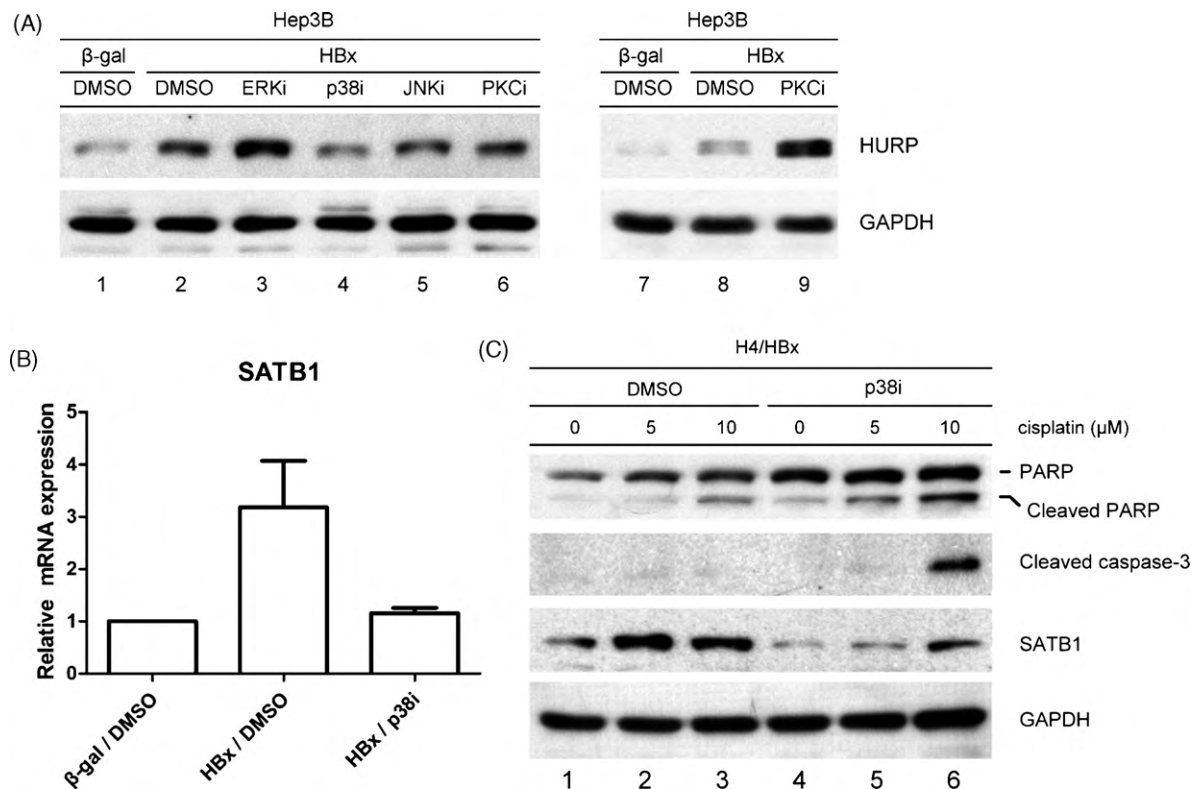 (A)
Hep3B
β-gal HBx
DMSO DMSO ERKi p38i JNKi PKCi
1 2 3 4 5 6
Hep3B
β-gal HBx
DMSO DMSO PKCi
HURP
GAPDH
7 8 9
(B)
SATB1
Relative mRNA expression
5
4
3
2
1
0
β-gal / DMSO
HBx / DMSO
HBx / p38i
(C)
H4/HBx
DMSO p38i
0 5 10 0 5 10 cisplatin (μM)
PARP
Cleaved PARP
Cleaved caspase-3
SATB1
GAPDH
1 2 3 4 5 6